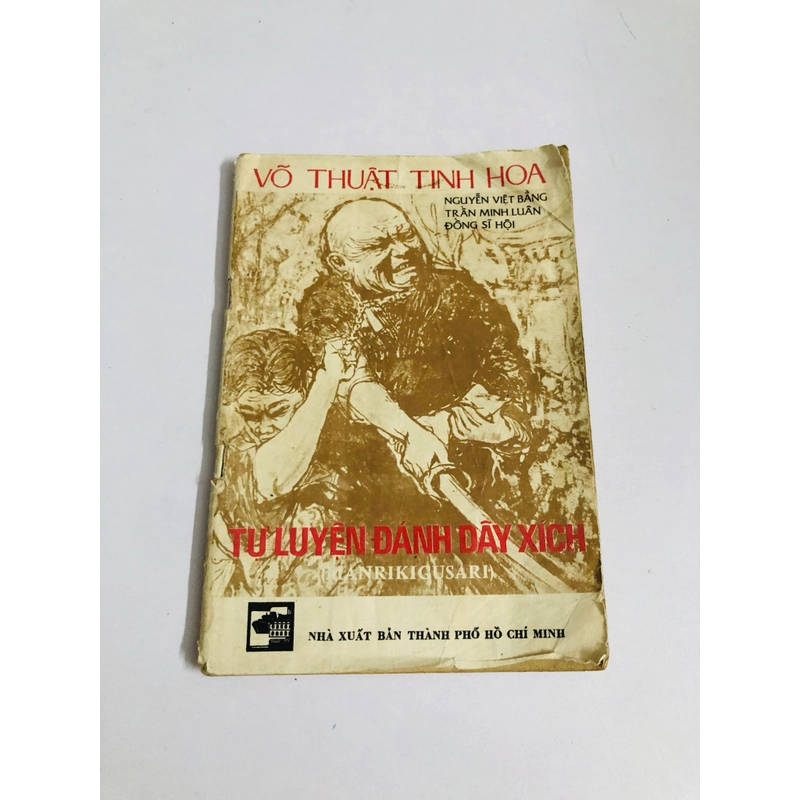 VÕ THUẬT TINH HOA
NGUYỄN VIỆT BẰNG
TRẦN MINH LUÂN
ĐỒNG SĨ HỘI
TỰ LUYỆN ĐÁNH DÂY XÍCH
(MANRIKIGUSARI)
NHÀ XUẤT BẢN THÀNH PHỐ HỒ CHÍ MINH